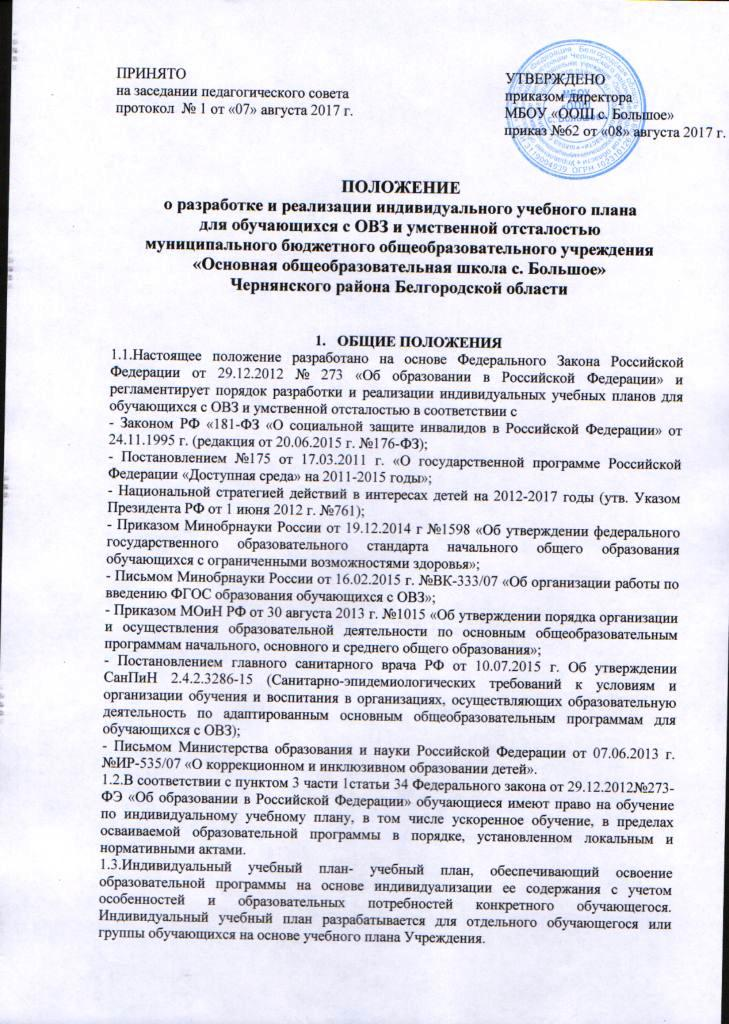 ПРИНЯТО
на заседании педагогического совета
протокол № 1 от «07» августа 2017 г.
УТВЕРЖДЕНО
приказом директора
МБОУ «ООШ с. Большое»
приказ №62 от «08» августа 2017 г.
ПОЛОЖЕНИЕ
о разработке и реализации индивидуального учебного плана
для обучающихся с ОВЗ и умственной отсталостью
муниципального бюджетного общеобразовательного учреждения
«Основная общеобразовательная школа с. Большое»
Чернянского района Белгородской области
1. ОБЩИЕ ПОЛОЖЕНИЯ
1.1.Настоящее положение разработано на основе Федерального Закона Российской
Федерации от 29.12.2012 № 273 «Об образовании в Российской Федерации» и
регламентирует порядок разработки и реализации индивидуальных учебных планов для
обучающихся с ОВЗ и умственной отсталостью в соответствии с
- Законом РФ «181-ФЗ «О социальной защите инвалидов в Российской Федерации» от
24.11.1995 г. (редакция от 20.06.2015 г. №176-ФЗ);
- Постановлением №175 от 17.03.2011 г. «О государственной программе Российской
Федерации «Доступная среда» на 2011-2015 годы»;
- Национальной стратегией действий в интересах детей на 2012-2017 годы (утв. Указом
Президента РФ от 1 июня 2012 г. №761);
- Приказом Минобрнауки России от 19.12.2014 г №1598 «Об утверждении федерального
государственного образовательного стандарта начального общего образования
обучающихся с ограниченными возможностями здоровья»;
- Письмом Минобрнауки России от 16.02.2015 г. №ВК-333/07 «Об организации работы по
введению ФГОС образования обучающихся с ОВЗ»;
- Приказом МОиН РФ от 30 августа 2013 г. №1015 «Об утверждении порядка организации
и осуществления образовательной деятельности по основным общеобразовательным
программам начального, основного и среднего общего образования»;
- Постановлением главного санитарного врача РФ от 10.07.2015 г. Об утверждении
СанПиН 2.4.2.3286-15 (Санитарно-эпидемиологических требований к условиям и
организации обучения и воспитания в организациях, осуществляющих образовательную
деятельность по адаптированным основным общеобразовательным программам для
обучающихся с ОВЗ);
- Письмом Министерства образования и науки Российской Федерации от 07.06.2013 г.
№ИР-535/07 «О коррекционном и инклюзивном образовании детей».
1.2.В соответствии с пунктом 3 части 1статьи 34 Федерального закона от 29.12.2012№273-
ФЭ «Об образовании в Российской Федерации» обучающиеся имеют право на обучение
по индивидуальному учебному плану, в том числе ускоренное обучение, в пределах
осваиваемой образовательной программы в порядке, установленном локальным и
нормативными актами.
1.3.Индивидуальный учебный план- учебный план, обеспечивающий освоение
образовательной программы на основе индивидуализации ее содержания с учетом
особенностей и образовательных потребностей конкретного обучающегося.
Индивидуальный учебный план разрабатывается для отдельного обучающегося или
группы обучающихся на основе учебного плана Учреждения.